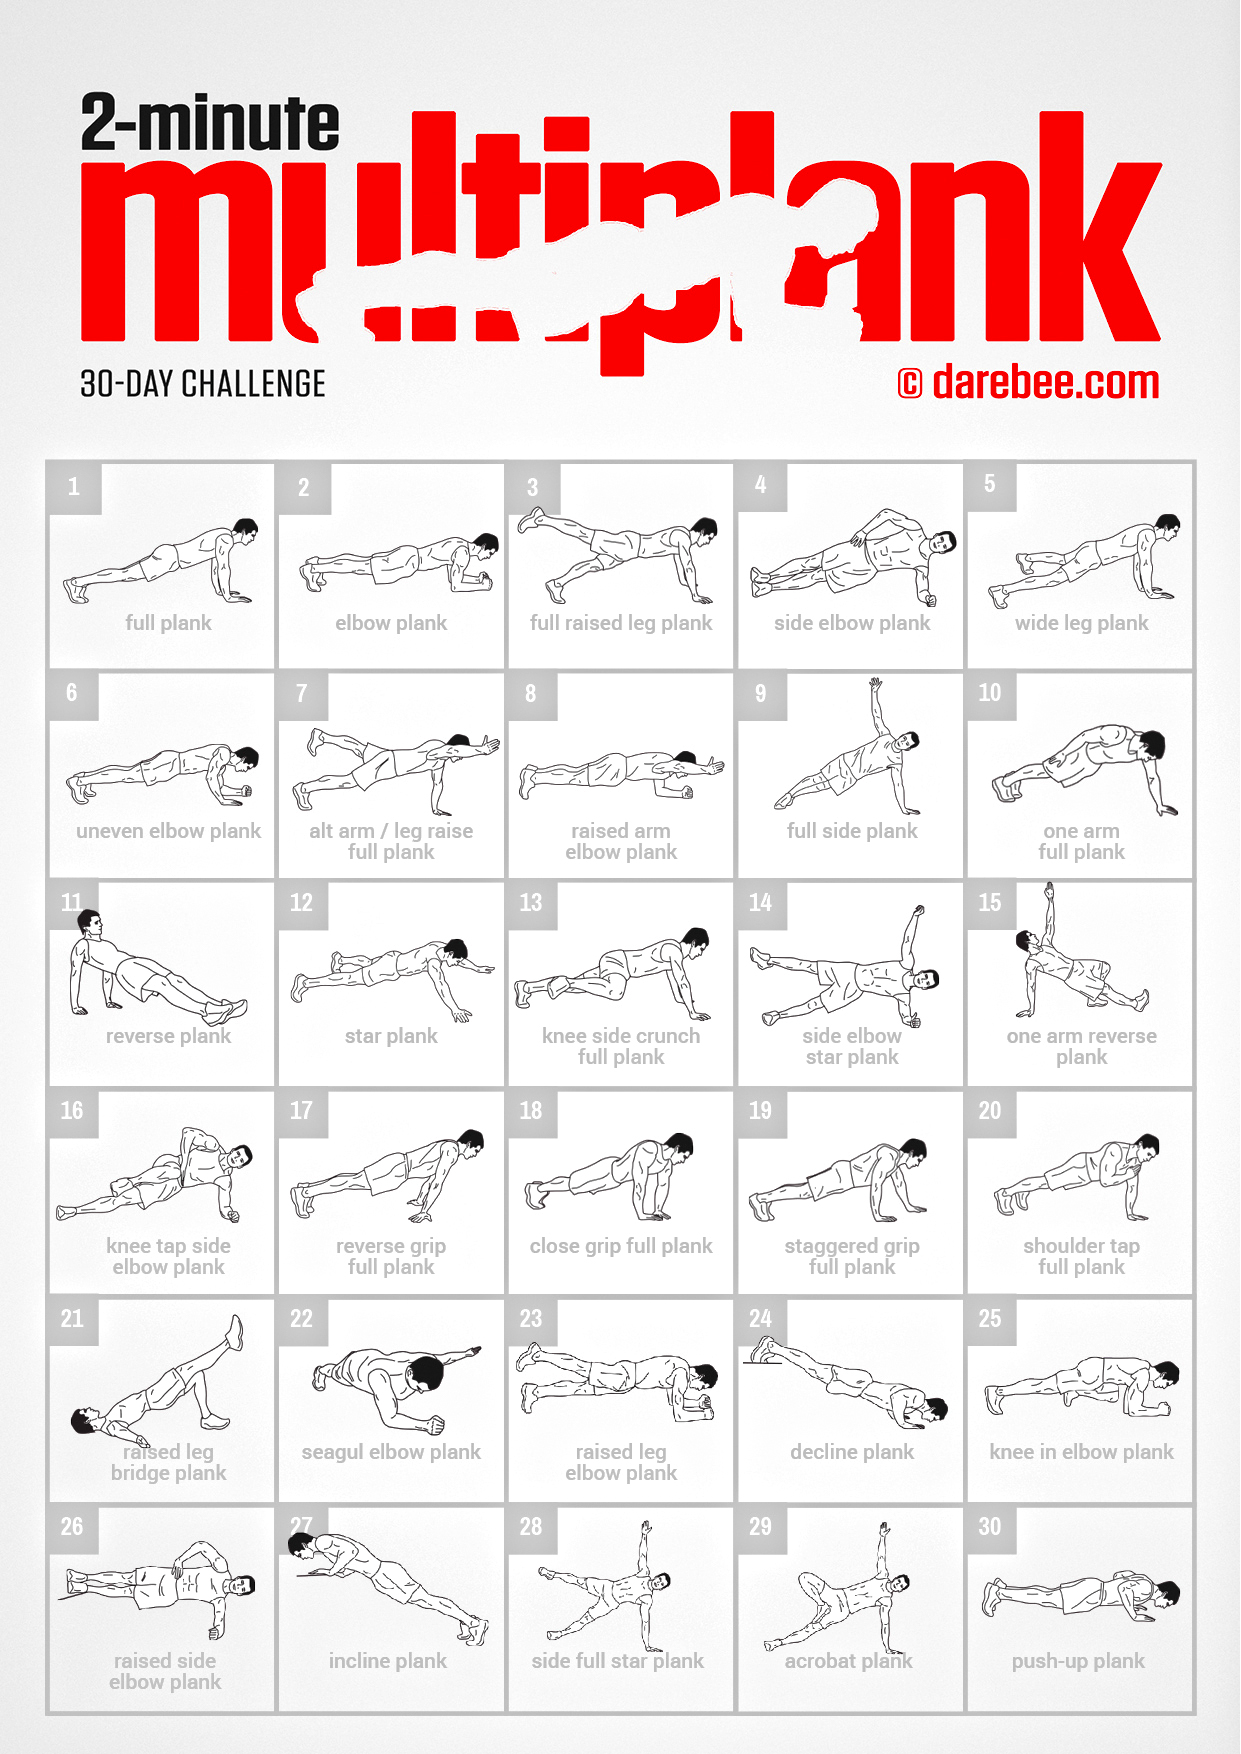 2-minute
multiplank
30-DAY CHALLENGE
© darebee.com
1
full plank
2
elbow plank
3
full raised leg plank
4
side elbow plank
5
wide leg plank
6
uneven elbow plank
7
alt arm / leg raise
full plank
8
raised arm
elbow plank
9
full side plank
10
one arm
full plank
11
reverse plank
12
star plank
13
knee side crunch
full plank
14
side elbow
star plank
15
one arm reverse
plank
16
knee tap side
elbow plank
17
reverse grip
full plank
18
close grip full plank
19
staggered grip
full plank
20
shoulder tap
full plank
21
raised leg
bridge plank
22
seagul elbow plank
23
raised leg
elbow plank
24
decline plank
25
knee in elbow plank
26
raised side
elbow plank
27
incline plank
28
side full star plank
29
acrobat plank
30
push-up plank